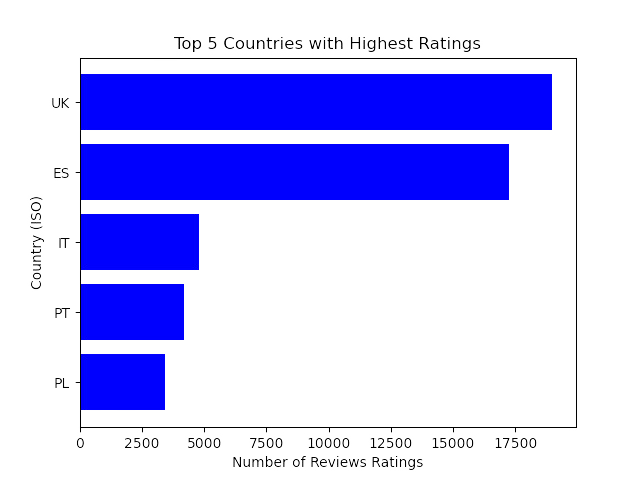 Top 5 Countries with Highest Ratings
UK
ES
IT
PT
PL
Country (ISO)
0 2500 5000 7500 10000 12500 15000 17500
Number of Reviews Ratings